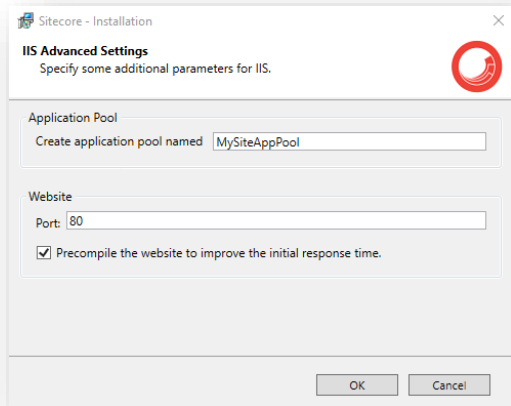 Sitecore - Installation
IIS Advanced Settings
Specify some additional parameters for IIS.
Application Pool
Create application pool named MySiteAppPool
Website
Port: 80
Precompile the website to improve the initial response time.
OK Cancel